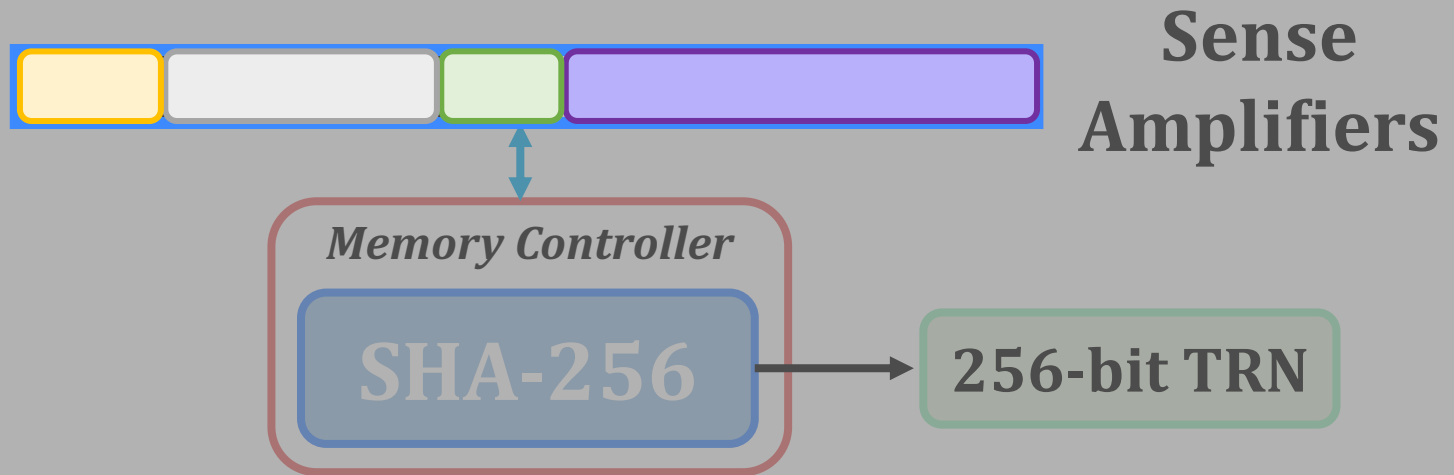 Sense
Amplifiers
Memory Controller
SHA-256
256-bit TRN